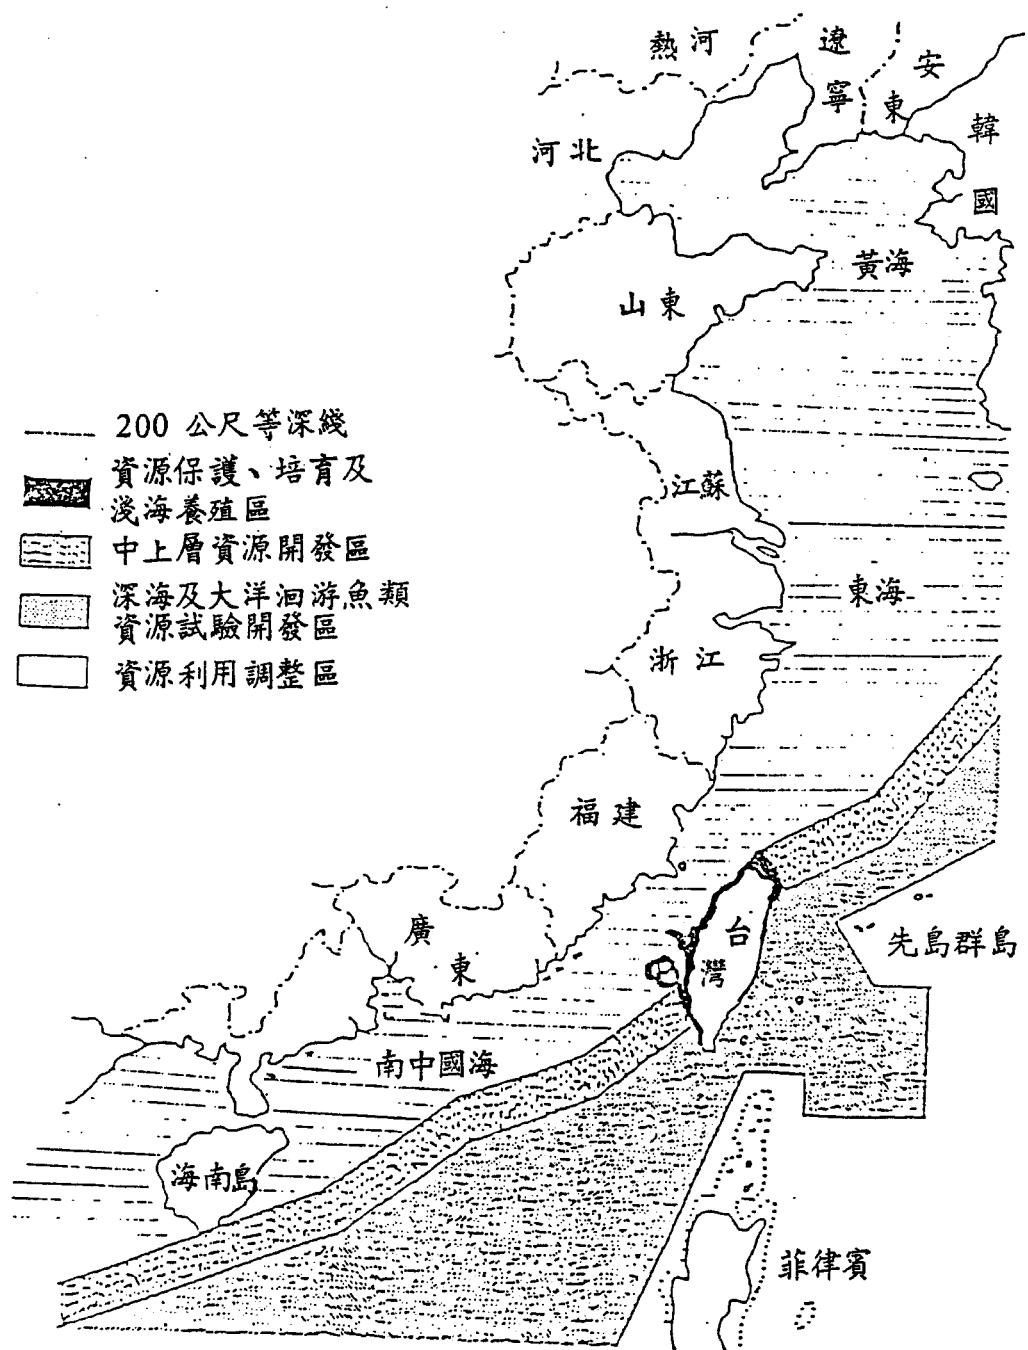 熱河
遼寧
安東
韓國
河北
黃海
山東
200 公尺等深綫
資源保護、培育及
淺海養殖區
中上層資源開發區
深海及大洋洄游魚類
資源試驗開發區
資源利用調整區
江蘇
東海
浙江
福建
台灣
先島群島
廣東
南中國海
海南島
菲律賓